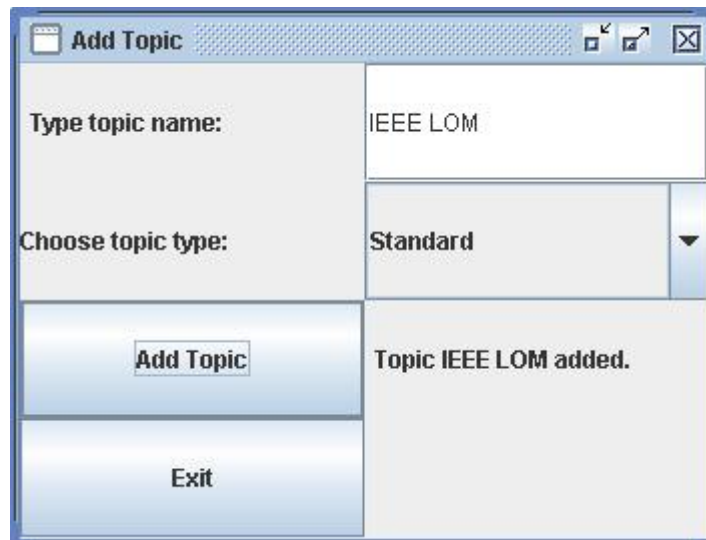 Add Topic
Type topic name:
IEEE LOM
Choose topic type:
Standard
Add Topic
Topic IEEE LOM added.
Exit